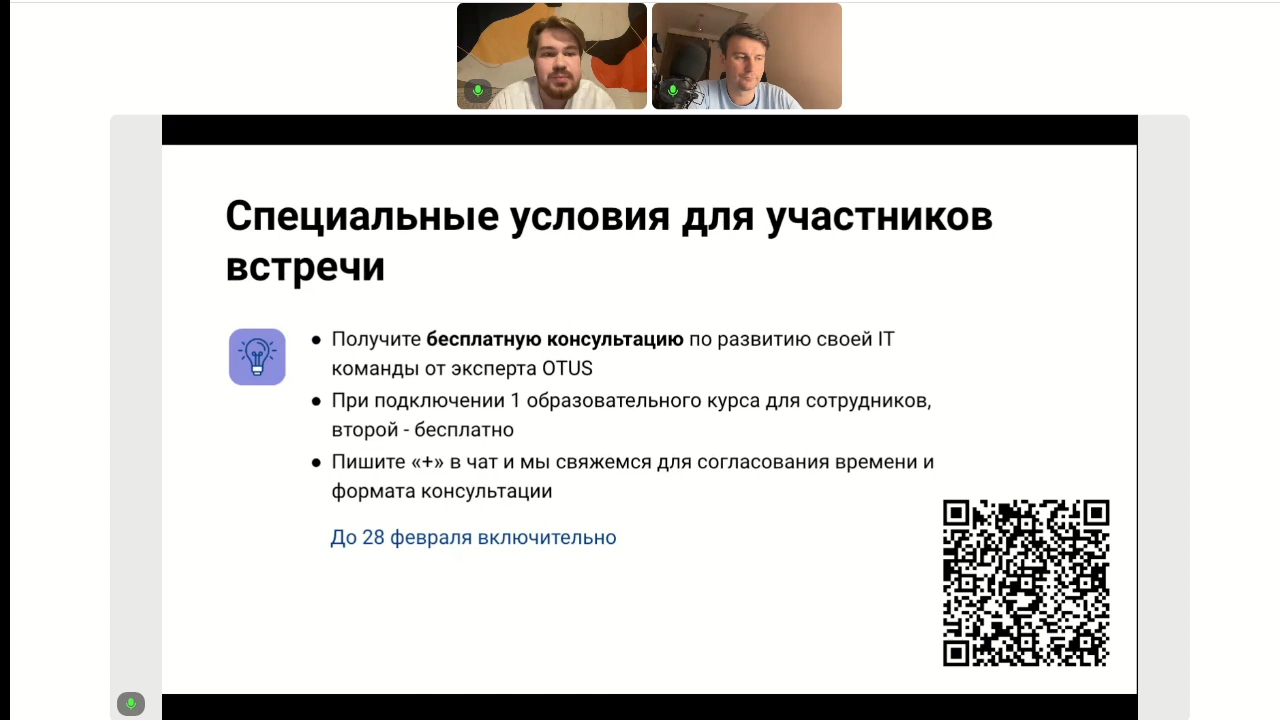 Специальные условия для участников
встречи
● Получите бесплатную консультацию по развитию своей IT
команды от эксперта OTUS
● При подключении 1 образовательного курса для сотрудников,
второй - бесплатно
● Пишите «+» в чат и мы свяжемся для согласования времени и
формата консультации
До 28 февраля включительно